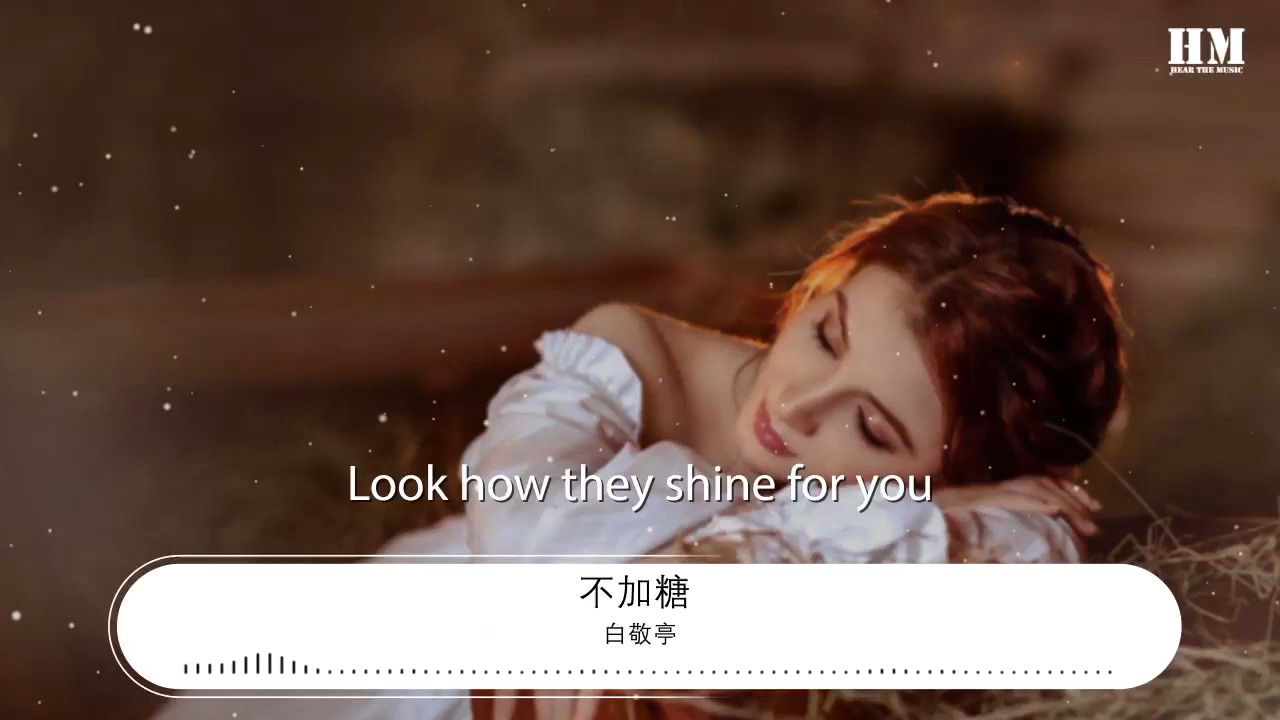 HM
HEAR THE MUSIC
Look how they shine for you
不加糖
白敬亭